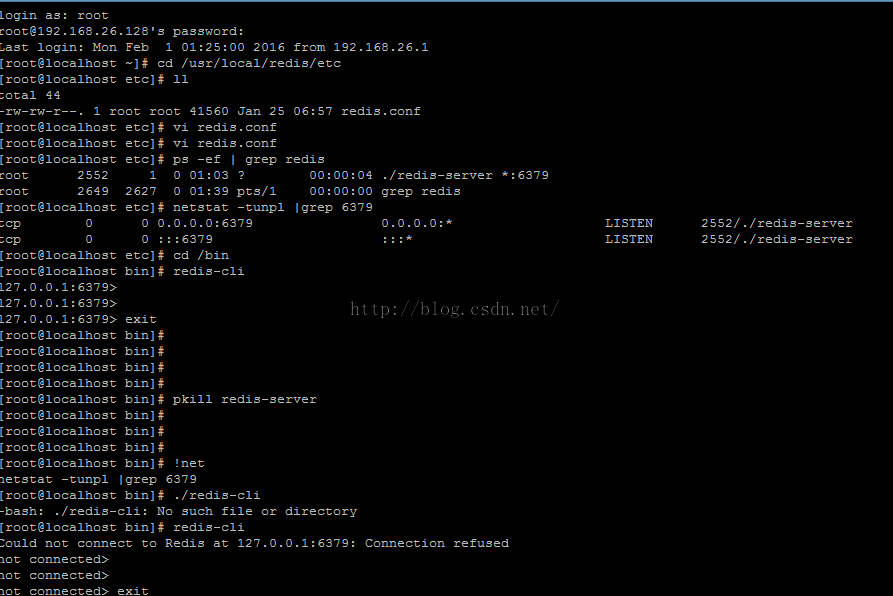 login as: root
root@192.168.26.128's password:
Last login: Mon Feb  1 01:25:00 2016 from 192.168.26.1
[root@localhost ~]# cd /usr/local/redis/etc
[root@localhost etc]# ll
total 44
-rw-rw-r--. 1 root root 41560 Jan 25 06:57 redis.conf
[root@localhost etc]# vi redis.conf
[root@localhost etc]# vi redis.conf
[root@localhost etc]# ps -ef | grep redis
root      2552     1  0 01:03 ?        00:00:04 ./redis-server *:6379
root      2649  2627  0 01:39 pts/1    00:00:00 grep redis
[root@localhost etc]# netstat -tunpl |grep 6379
tcp        0      0 0.0.0.0:6379                0.0.0.0:*                   LISTEN      2552/./redis-server
tcp        0      0 :::6379                     :::*                        LISTEN      2552/./redis-server
[root@localhost etc]# cd /bin
[root@localhost bin]# redis-cli
127.0.0.1:6379>
127.0.0.1:6379>
http://blog.csdn.net/
127.0.0.1:6379> exit
[root@localhost bin]#
[root@localhost bin]#
[root@localhost bin]#
[root@localhost bin]#
[root@localhost bin]# pkill redis-server
[root@localhost bin]#
[root@localhost bin]#
[root@localhost bin]#
[root@localhost bin]# !net
netstat -tunpl |grep 6379
[root@localhost bin]# ./redis-cli
-bash: ./redis-cli: No such file or directory
[root@localhost bin]# redis-cli
Could not connect to Redis at 127.0.0.1:6379: Connection refused
not connected>
not connected>
not connected> exit